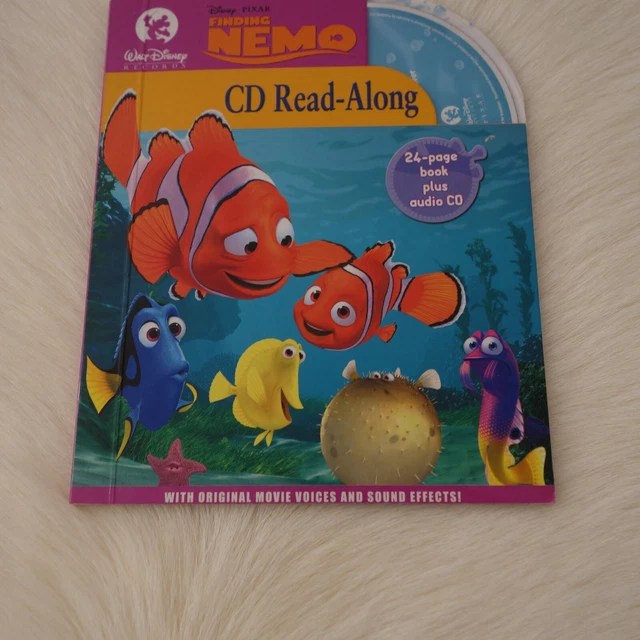 Disney · PIXAR
FINDING
NEMO
WALT DISNEY
RECORDS
CD Read-Along
24-page
book
plus
audio CD
WITH ORIGINAL MOVIE VOICES AND SOUND EFFECTS!